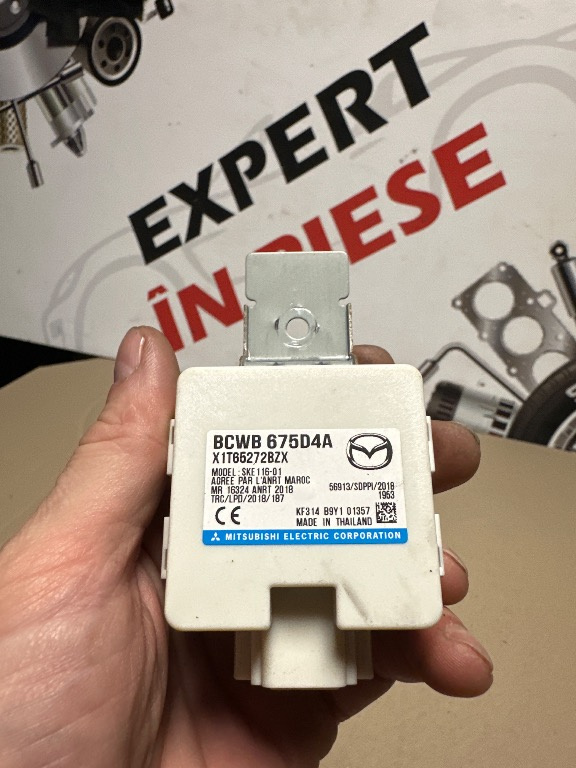 EXPERT
ÎN PIESE
BCWB 675D4A
X1T65272BZX
MODEL: SKE116-01
AGREE PAR L'ANRT MAROC
MR 16324 ANRT 2018
TRC/LPD/2018/187
56913/SDPPI/2018
1953
CE
KF314 B9Y1 01357
MADE IN THAILAND
MITSUBISHI ELECTRIC CORPORATION